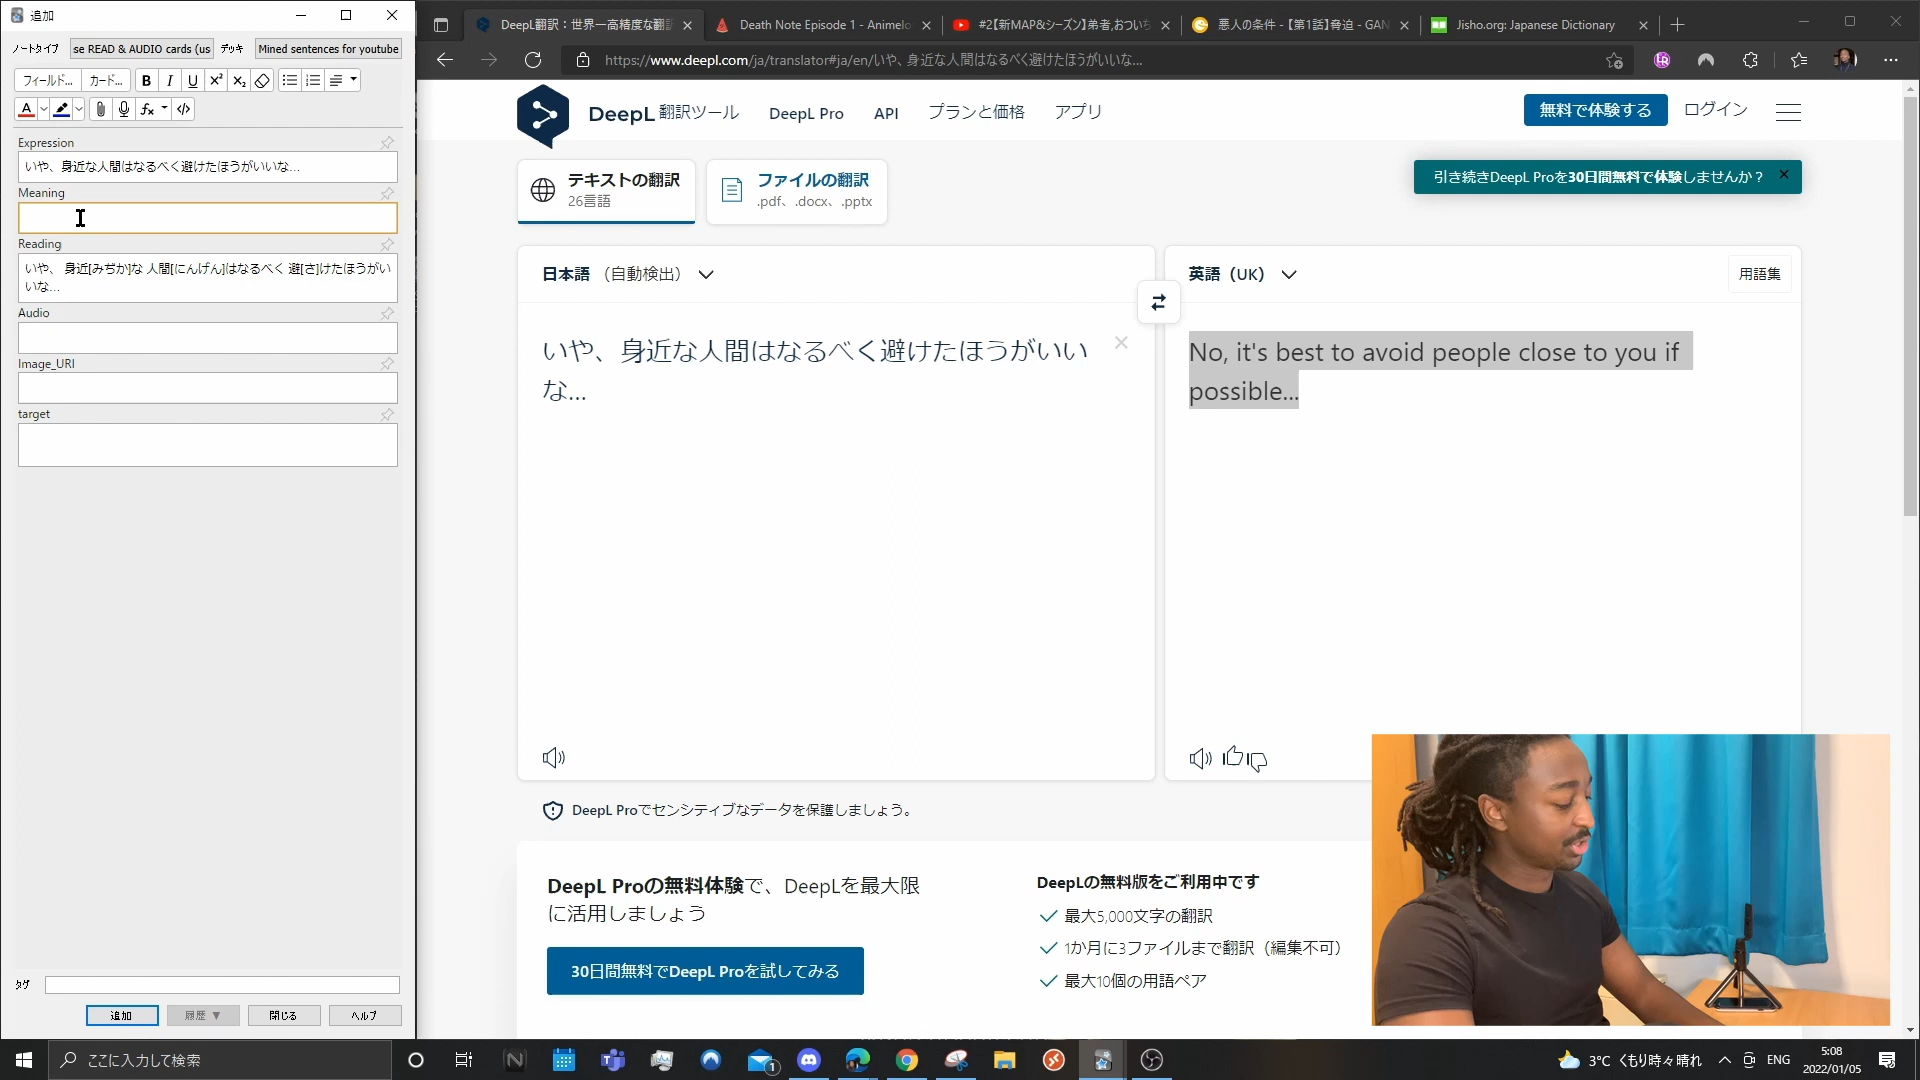 追加
ノートタイプ
se READ & AUDIO cards (us
デッキ
Mined sentences for youtube
フィールド...
カード...
Expression
いや、身近な人間はなるべく避けたほうがいいな...
Meaning
Reading
いや、 身近[みぢか]な 人間[にんげん]はなるべく 避[さ]けたほうがい
いな...
Audio
Image_URI
target
タグ
追加
履歴 ▼
閉じる
ヘルプ
DeepL翻訳：世界一高精度な翻訳
Death Note Episode 1 - Animelo
#2【新MAP&シーズン】弟者,おついち
悪人の条件 - 【第1話】脅迫 - GAN
Jisho.org: Japanese Dictionary
https://www.deepl.com/ja/translator#ja/en/いや、身近な人間はなるべく避けたほうがいいな...
DeepL 翻訳ツール
DeepL Pro
API
プランと価格
アプリ
無料で体験する
ログイン
テキストの翻訳
26言語
ファイルの翻訳
.pdf、.docx、.pptx
引き続きDeepL Proを30日間無料で体験しませんか？
日本語 （自動検出）
英語（UK）
用語集
いや、身近な人間はなるべく避けたほうがいい
な...
No, it's best to avoid people close to you if
possible...
DeepL Proでセンシティブなデータを保護しましょう。
DeepL Proの無料体験で、DeepLを最大限
に活用しましょう
30日間無料でDeepL Proを試してみる
DeepLの無料版をご利用中です
最大5,000文字の翻訳
1か月に3ファイルまで翻訳（編集不可）
最大10個の用語ペア
ここに入力して検索
3°C くもり時々晴れ
ENG
5:08
2022/01/05